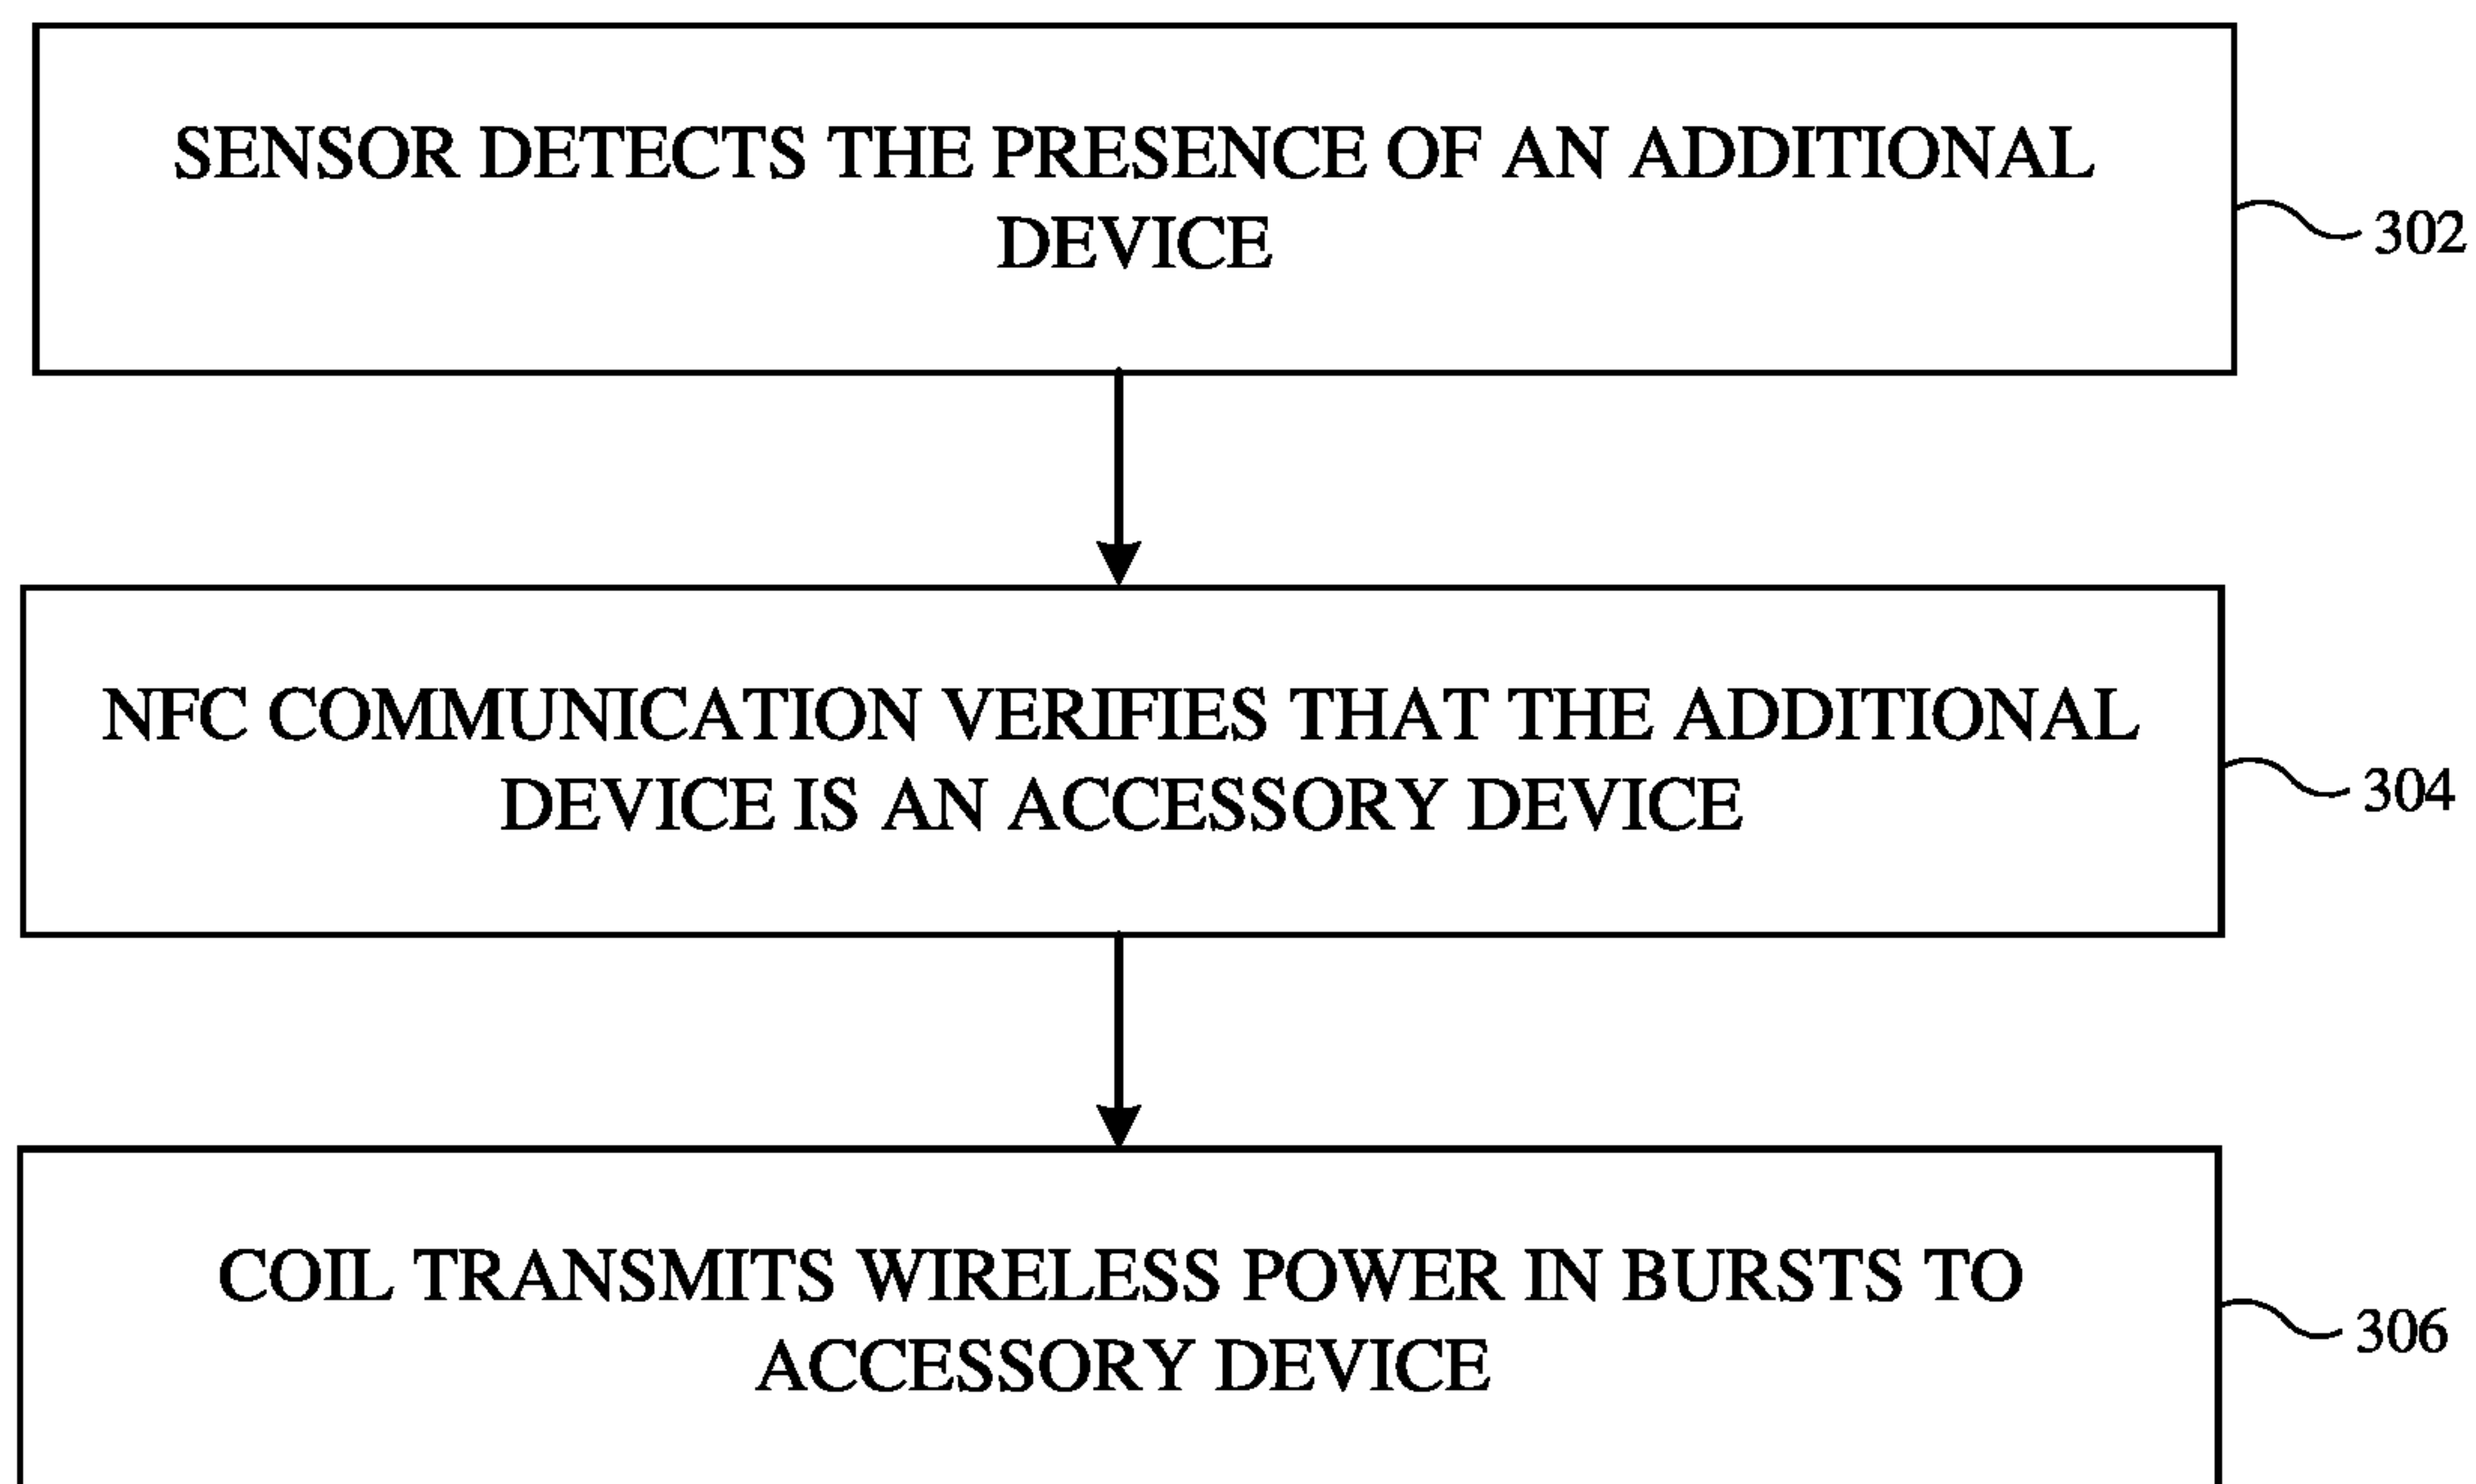 SENSOR DETECTS THE PRESENCE OF AN ADDITIONAL
DEVICE
302
NFC COMMUNICATION VERIFIES THAT THE ADDITIONAL
DEVICE IS AN ACCESSORY DEVICE
304
COIL TRANSMITS WIRELESS POWER IN BURSTS TO
ACCESSORY DEVICE
306